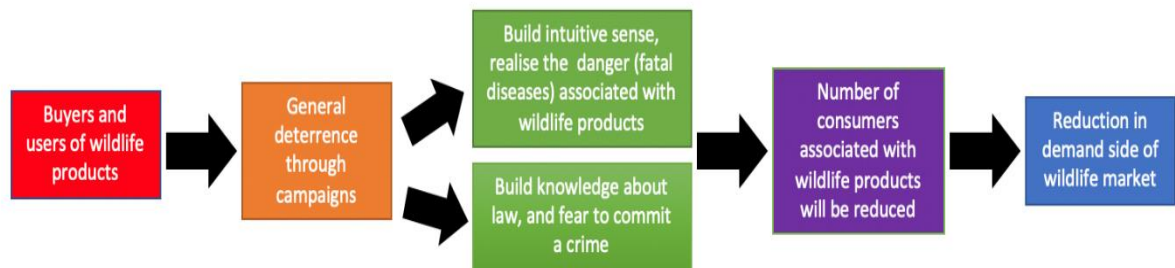 Buyers and
users of wildlife
products
General
deterrence
through
campaigns
Build intuitive sense,
realise the  danger (fatal
diseases) associated with
wildlife products
Build knowledge about
law, and fear to commit
a crime
Number of
consumers
associated with
wildlife products
will be reduced
Reduction in
demand side of
wildlife market